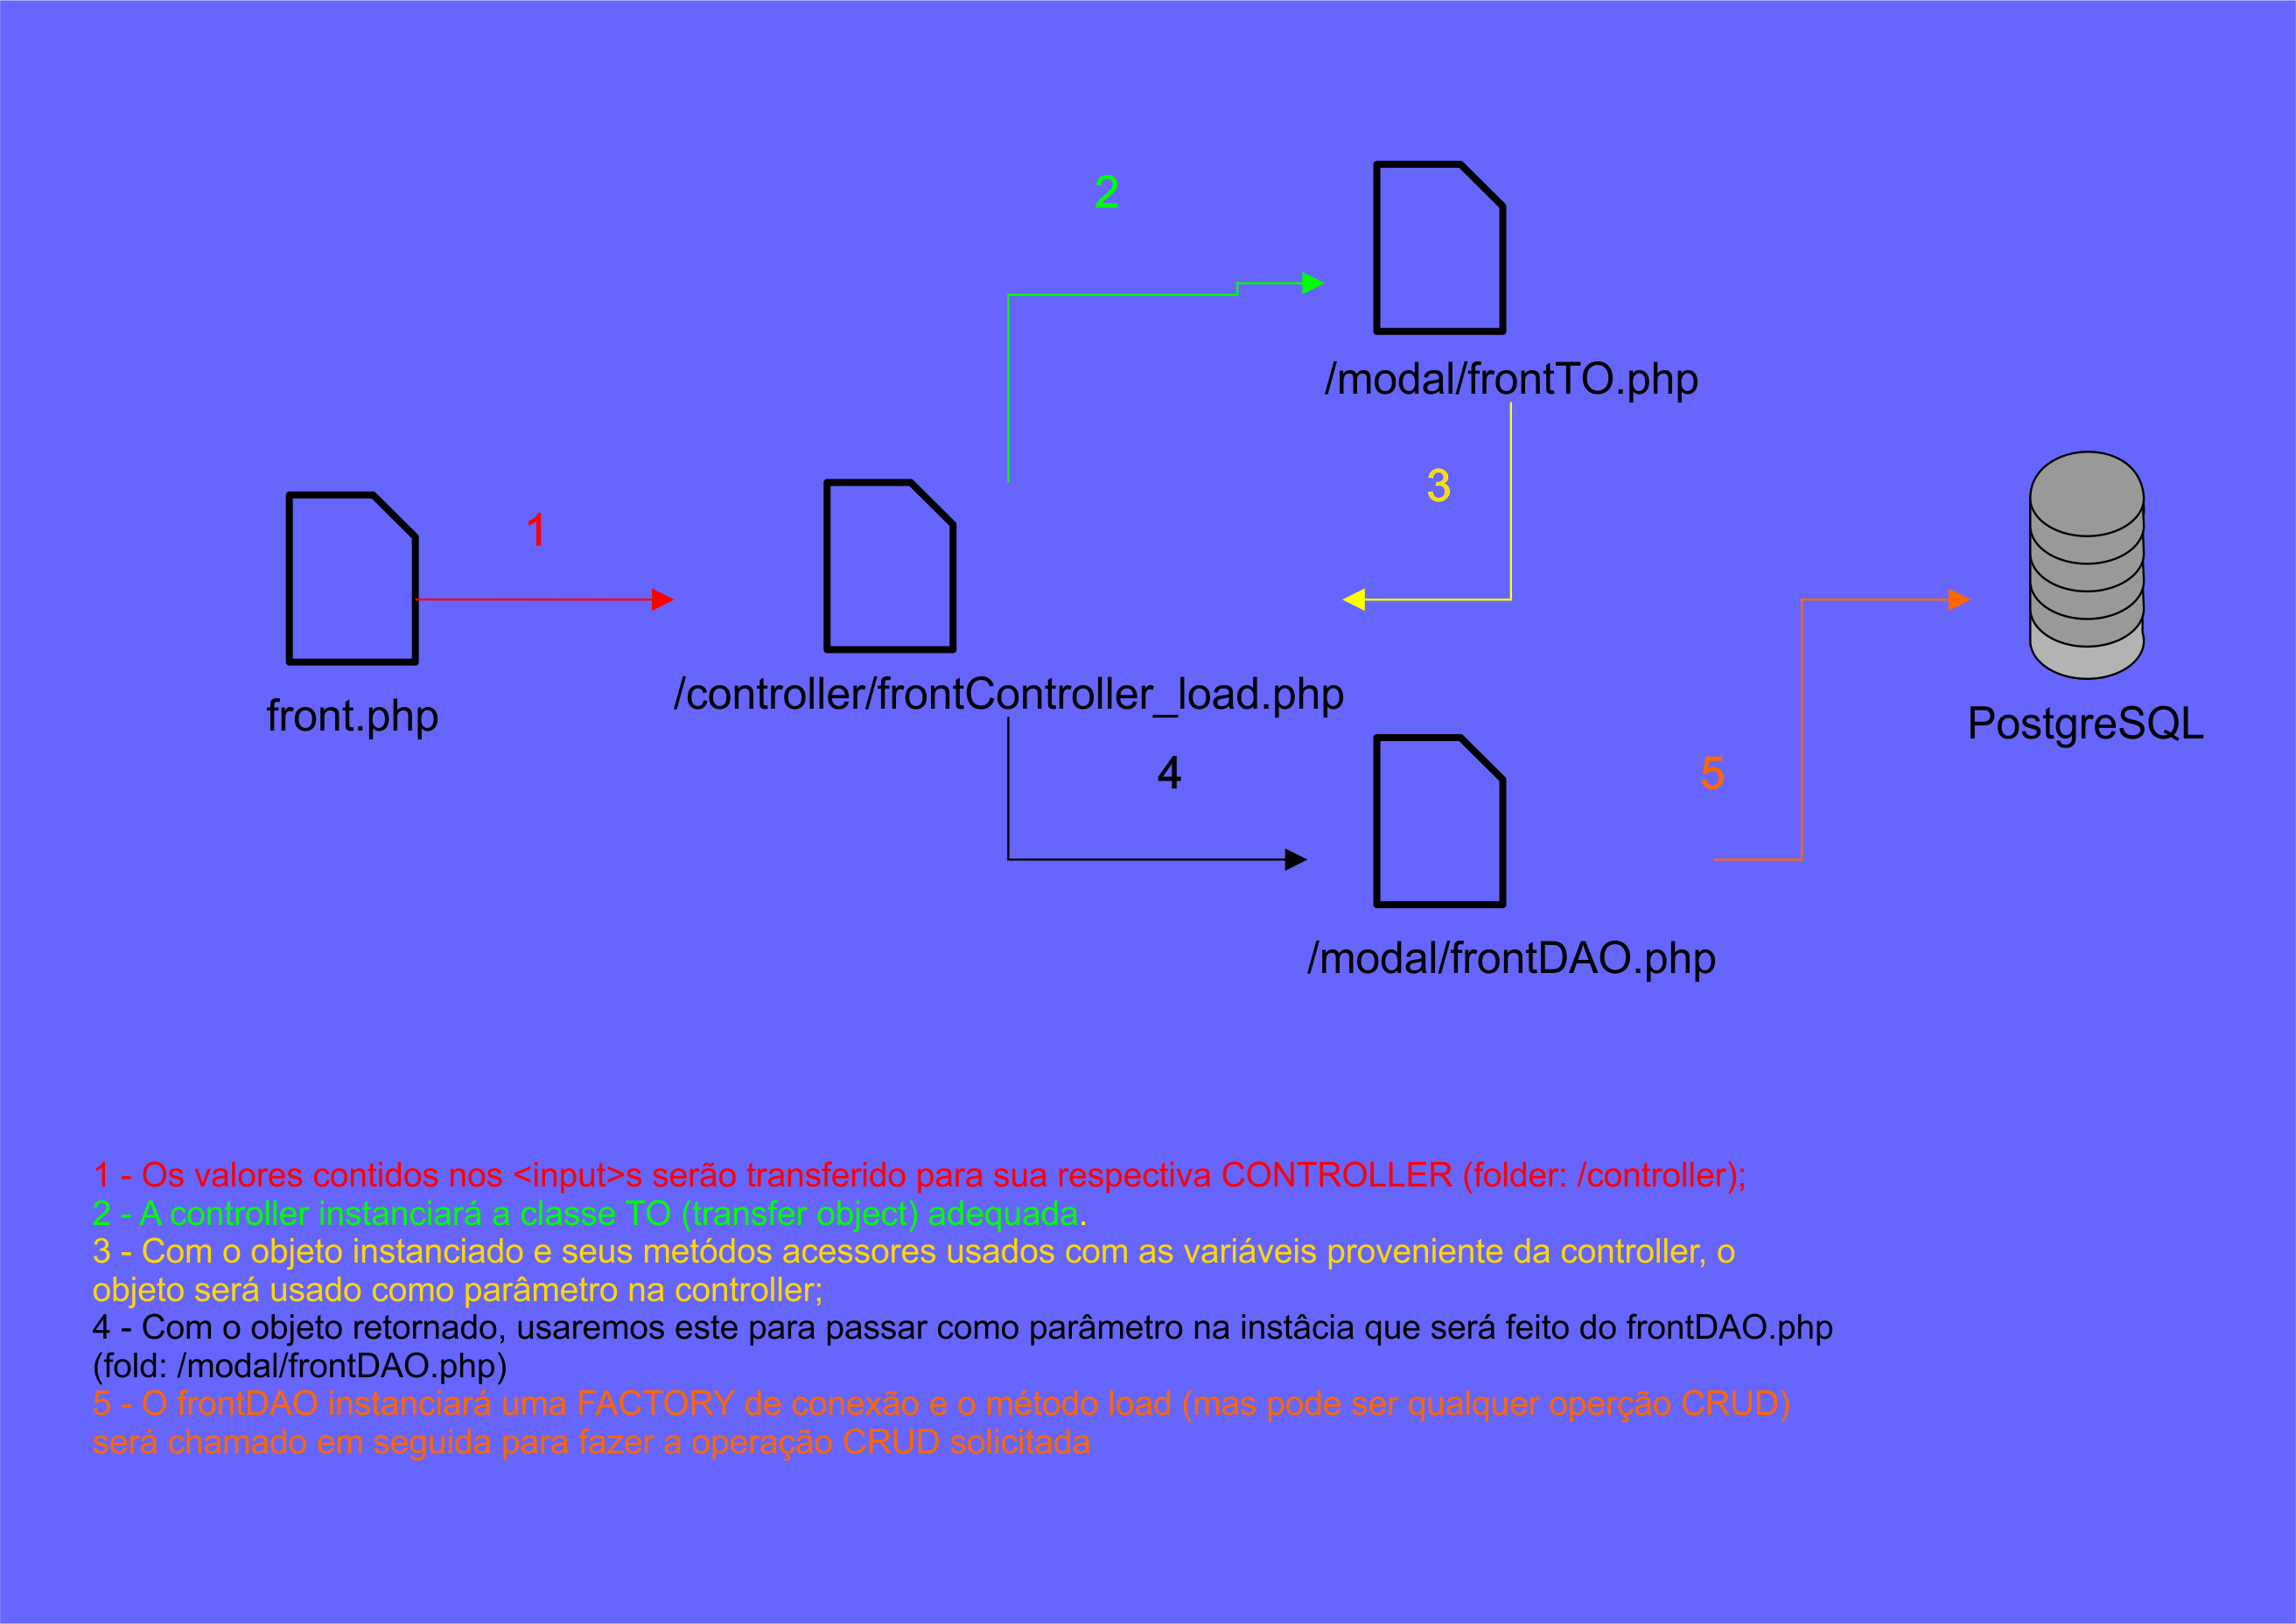 2
/modal/frontTO.php
3
1
front.php
/controller/frontController_load.php
PostgreSQL
4
5
/modal/frontDAO.php
1 - Os valores contidos nos <input>s serão transferido para sua respectiva CONTROLLER (folder: /controller);
2 - A controller instanciará a classe TO (transfer object) adequada.
3 - Com o objeto instanciado e seus metódos acessores usados com as variáveis proveniente da controller, o
objeto será usado como parâmetro na controller;
4 - Com o objeto retornado, usaremos este para passar como parâmetro na instâcia que será feito do frontDAO.php
(fold: /modal/frontDAO.php)
5 - O frontDAO instanciará uma FACTORY de conexão e o método load (mas pode ser qualquer operção CRUD)
será chamado em seguida para fazer a operação CRUD solicitada